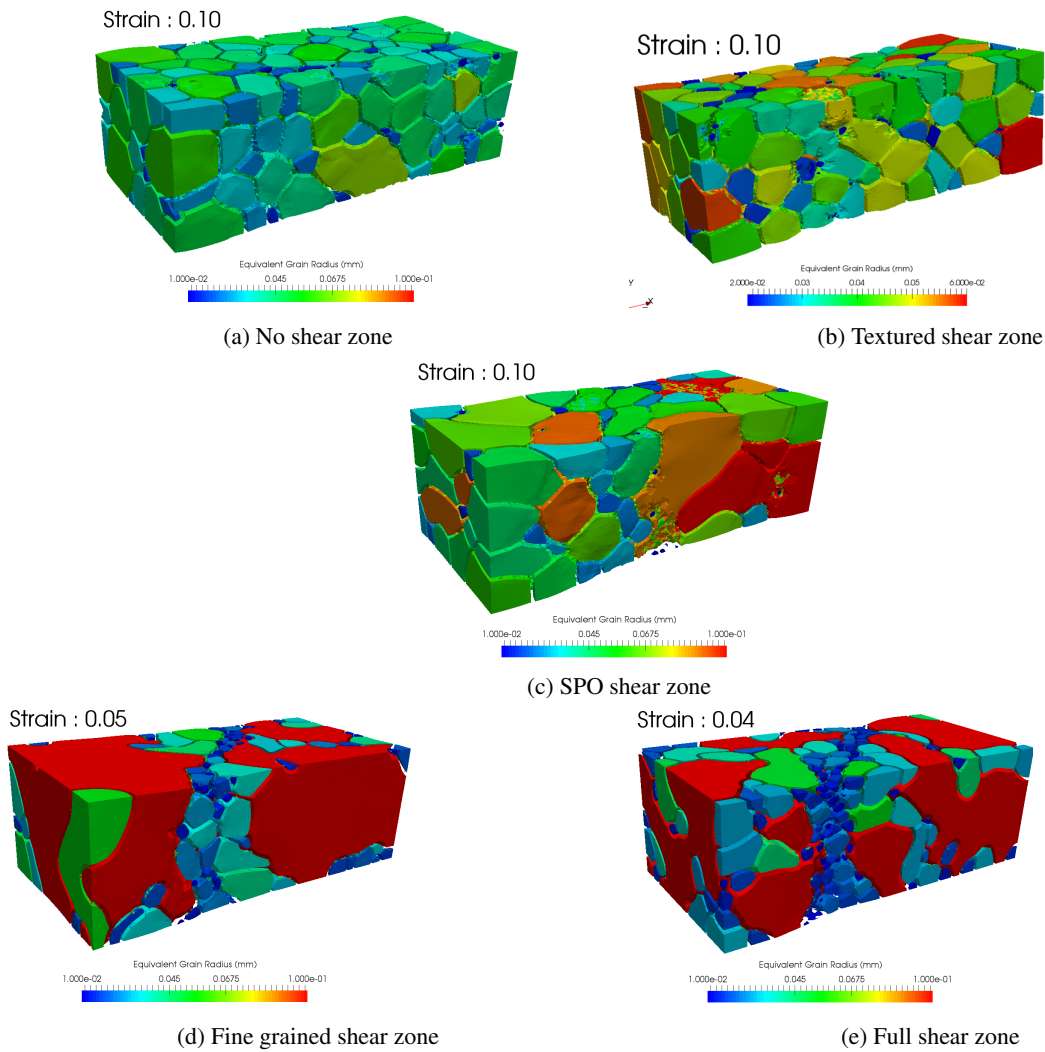 Strain : 0.10
Equivalent Grain Radius (mm)
1.000e-02 0.045 0.0675 1.000e-01
(a) No shear zone
Strain : 0.10
Y
X
Equivalent Grain Radius (mm)
2.000e-02 0.03 0.04 0.05 6.000e-02
(b) Textured shear zone
Strain : 0.10
Equivalent Grain Radius (mm)
1.000e-02 0.045 0.0675 1.000e-01
(c) SPO shear zone
Strain : 0.05
Equivalent Grain Radius (mm)
1.000e-02 0.045 0.0675 1.000e-01
(d) Fine grained shear zone
Strain : 0.04
Equivalent Grain Radius (mm)
1.000e-02 0.045 0.0675 1.000e-01
(e) Full shear zone